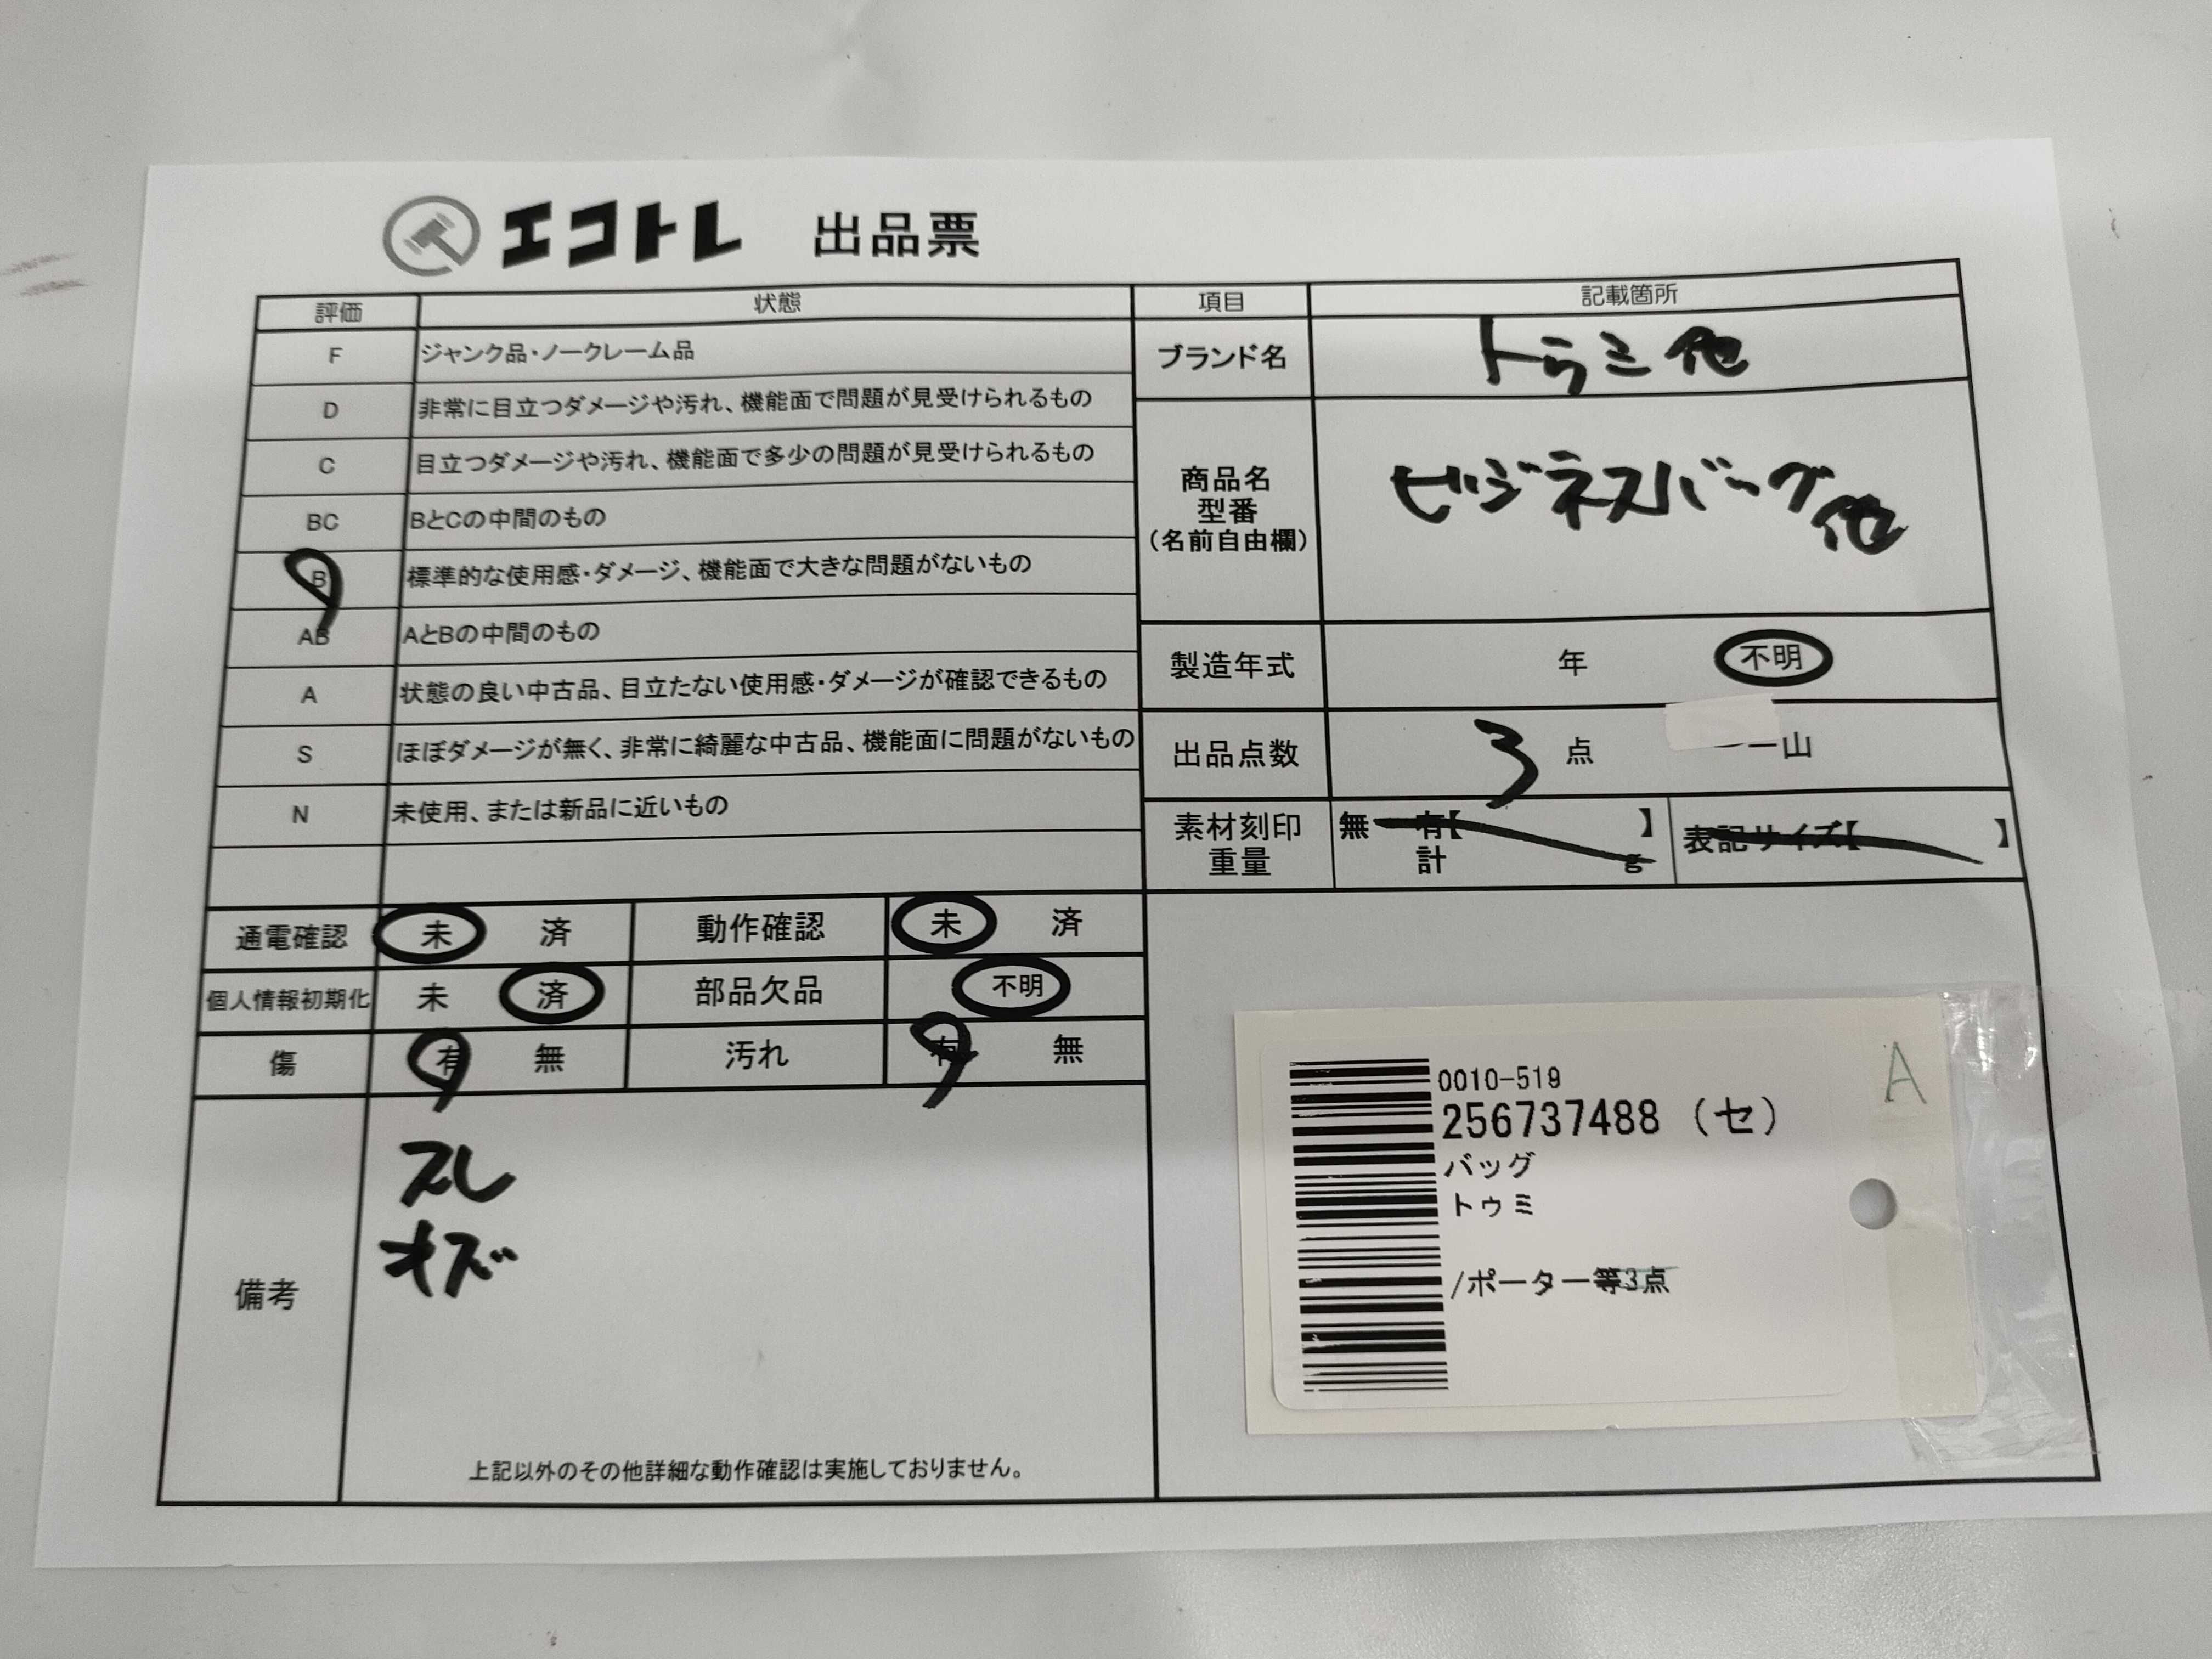 エコトレ 出品票
評価 状態 項目 記載箇所
F ジャンク品・ノークレーム品
D 非常に目立つダメージや汚れ、機能面で問題が見受けられるもの
C 目立つダメージや汚れ、機能面で多少の問題が見受けられるもの
BC BとCの中間のもの
B 標準的な使用感・ダメージ、機能面で大きな問題がないもの
AB AとBの中間のもの
A 状態の良い中古品、目立たない使用感・ダメージが確認できるもの
S ほぼダメージが無く、非常に綺麗な中古品、機能面に問題がないもの
N 未使用、または新品に近いもの
ブランド名 トゥミ 他
商品名
型番
(名前自由欄)
ビジネスバッグ他
製造年式 年 不明
出品点数 3 点 一山
素材刻印
重量
無 有【 】
計 g
表記サイズ【 】
通電確認 未 済 動作確認 未 済
個人情報初期化 未 済 部品欠品 不明
傷 有 無 汚れ 有 無
備考
スレ
キズ
上記以外のその他詳細な動作確認は実施しておりません。
0010-519
256737488 (セ)
バッグ
トゥミ
/ポーター等3点
A